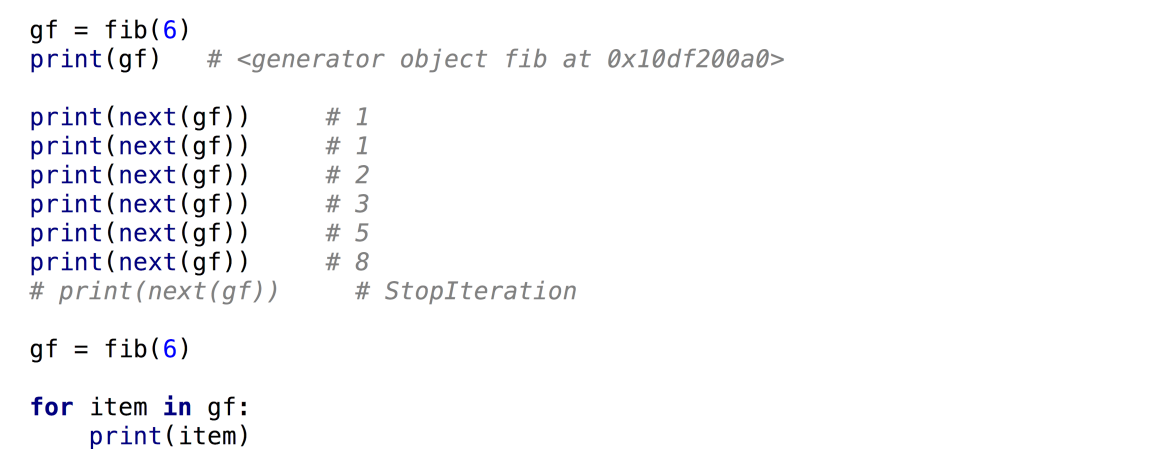 gf = fib(6)
print(gf)   # <generator object fib at 0x10df200a0>
print(next(gf))     # 1
print(next(gf))     # 1
print(next(gf))     # 2
print(next(gf))     # 3
print(next(gf))     # 5
print(next(gf))     # 8
# print(next(gf))     # StopIteration
gf = fib(6)
for item in gf:
    print(item)